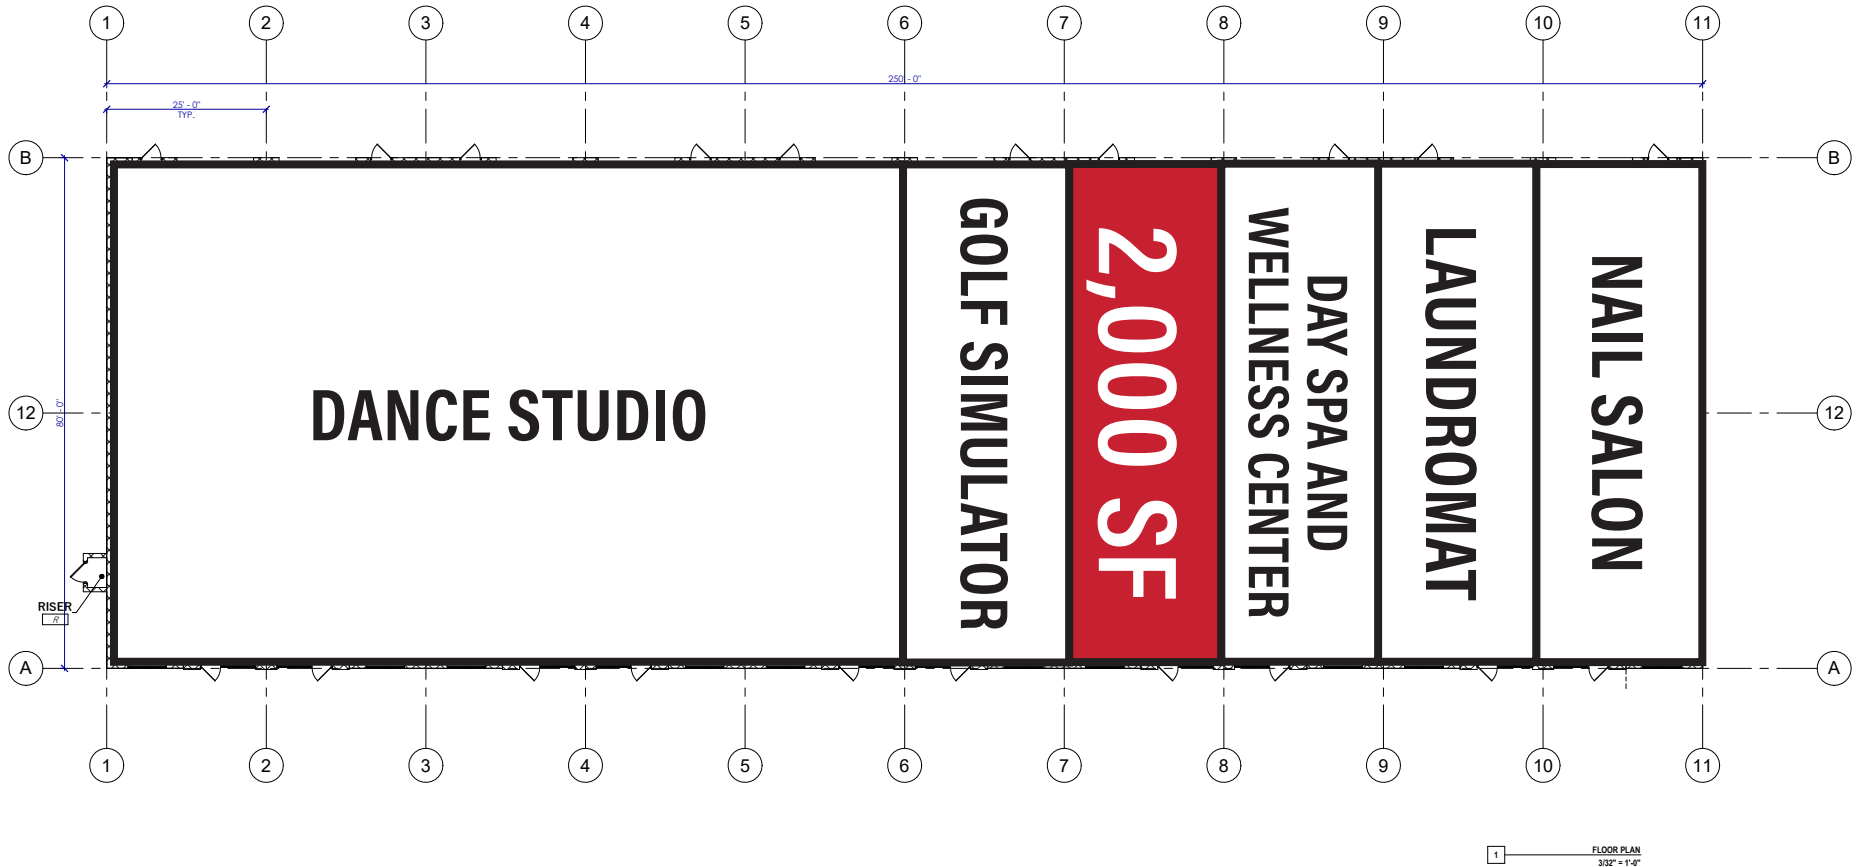 1 2 3 4 5 6 7 8 9 10 11
250' - 0"
25' - 0"
TYP.
B B
GOLF SIMULATOR
2,000 SF
DAY SPA AND
WELLNESS CENTER
LAUNDROMAT
NAIL SALON
DANCE STUDIO
12 12
80' - 0"
RISER
R
A A
1 2 3 4 5 6 7 8 9 10 11
1 FLOOR PLAN
3/32" = 1'-0"